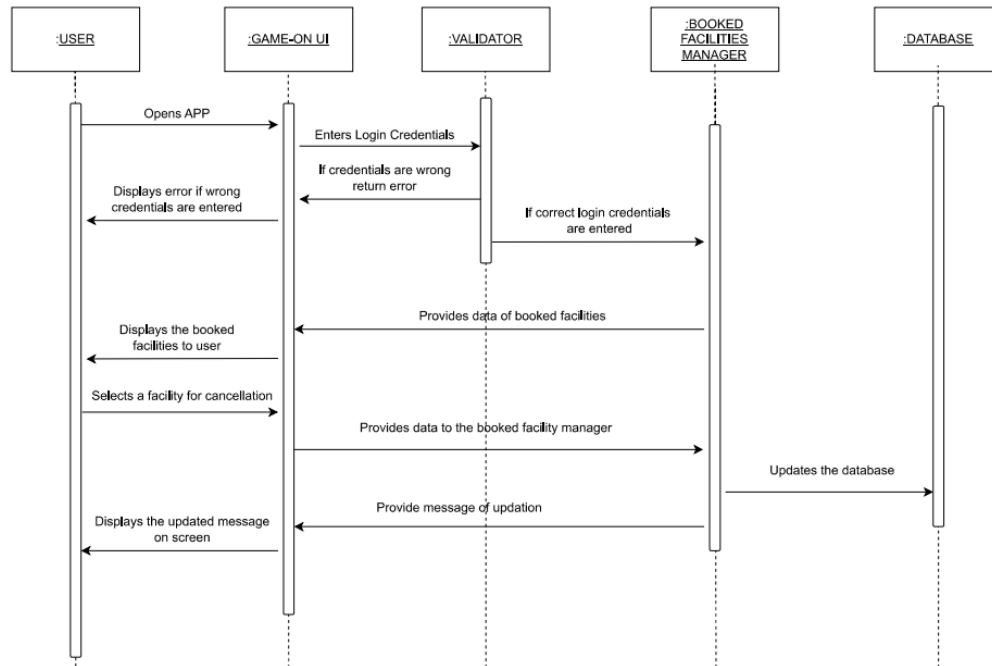 :USER
:GAME-ON UI
:VALIDATOR
:BOOKED
FACILITIES
MANAGER
:DATABASE
Opens APP
Enters Login Credentials
If credentials are wrong
return error
Displays error if wrong
credentials are entered
If correct login credentials
are entered
Provides data of booked facilities
Displays the booked
facilities to user
Selects a facility for cancellation
Provides data to the booked facility manager
Updates the database
Provide message of updation
Displays the updated message
on screen